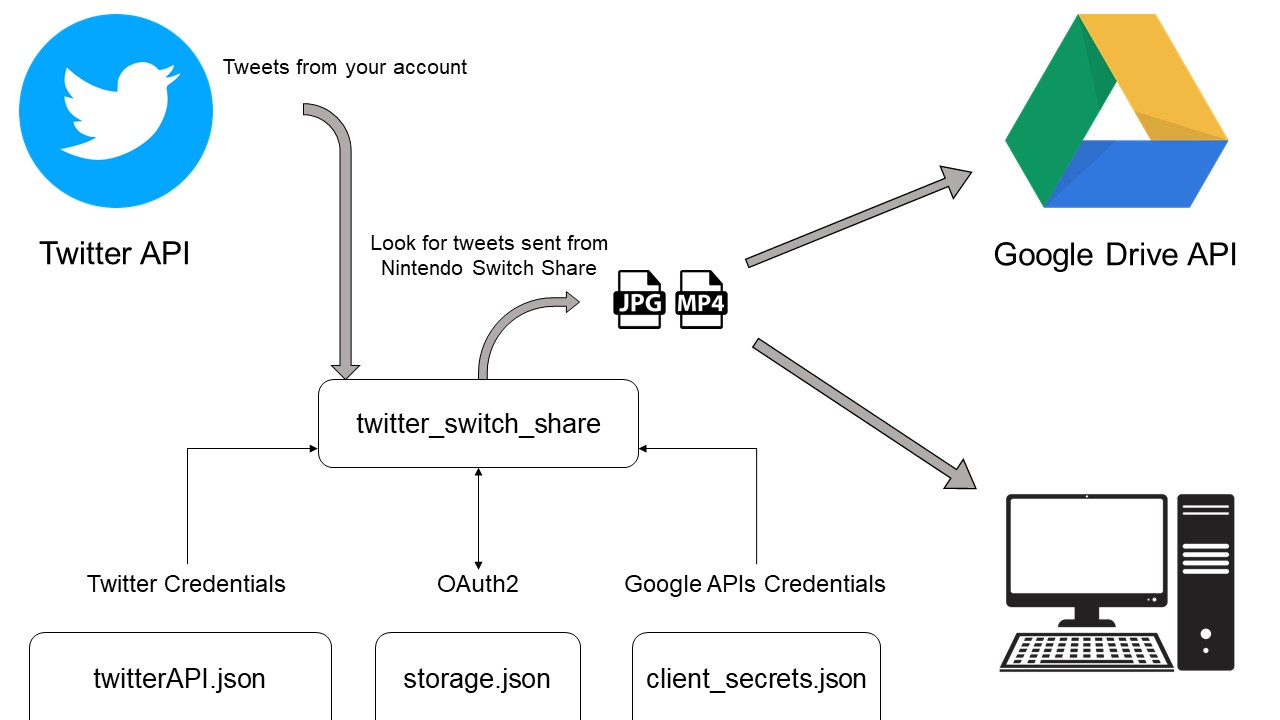 Tweets from your account
Twitter API
Look for tweets sent from
Nintendo Switch Share
JPG
MP4
Google Drive API
twitter_switch_share
Twitter Credentials
OAuth2
Google APIs Credentials
twitterAPI.json
storage.json
client_secrets.json